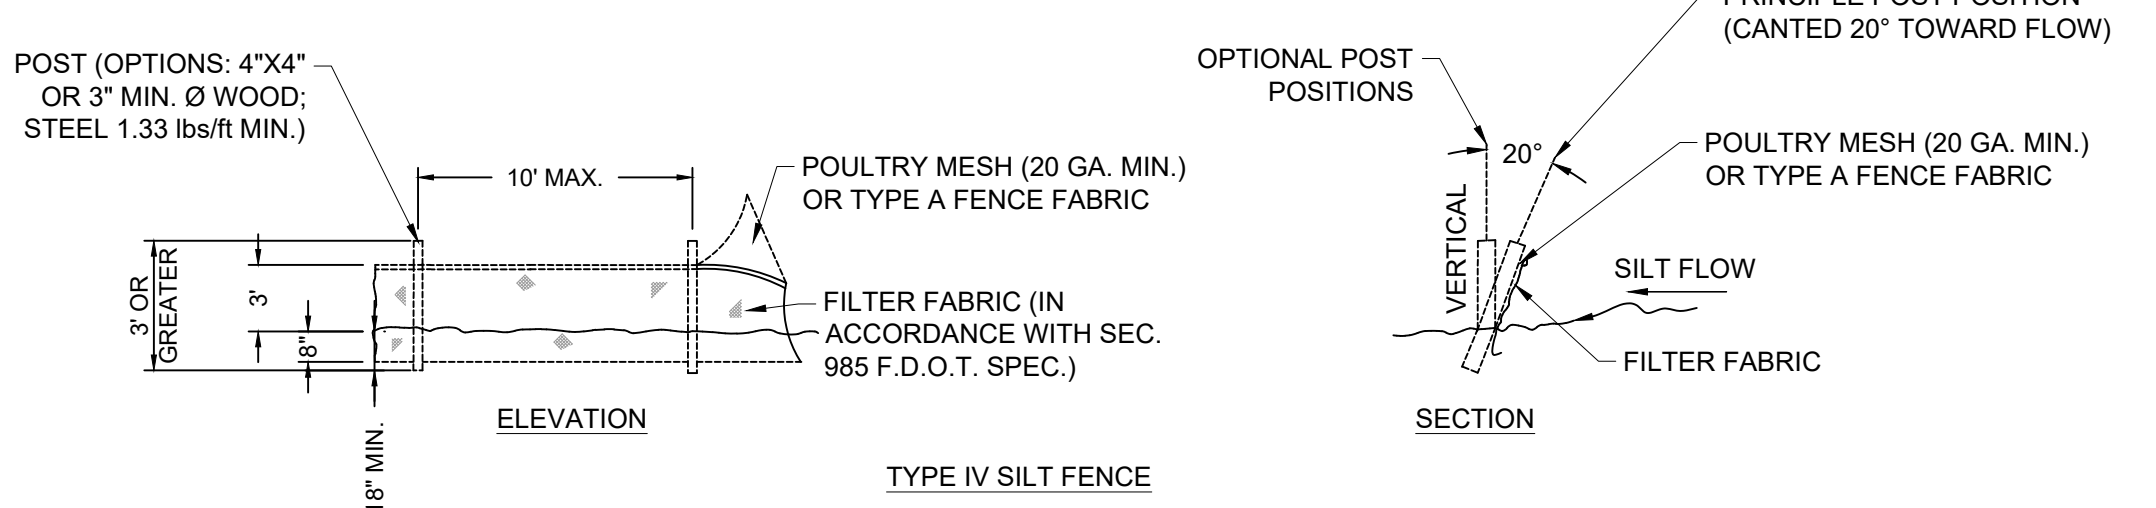 PRINCIPLE POST POSITION
(CANTED 20° TOWARD FLOW)
POST (OPTIONS: 4"X4"
OR 3" MIN. Ø WOOD;
STEEL 1.33 lbs/ft MIN.)
OPTIONAL POST
POSITIONS
10' MAX.
POULTRY MESH (20 GA. MIN.)
OR TYPE A FENCE FABRIC
20°
POULTRY MESH (20 GA. MIN.)
OR TYPE A FENCE FABRIC
VERTICAL
SILT FLOW
3' OR
GREATER
3'
8"
FILTER FABRIC (IN
ACCORDANCE WITH SEC.
985 F.D.O.T. SPEC.)
FILTER FABRIC
18" MIN.
ELEVATION
SECTION
TYPE IV SILT FENCE